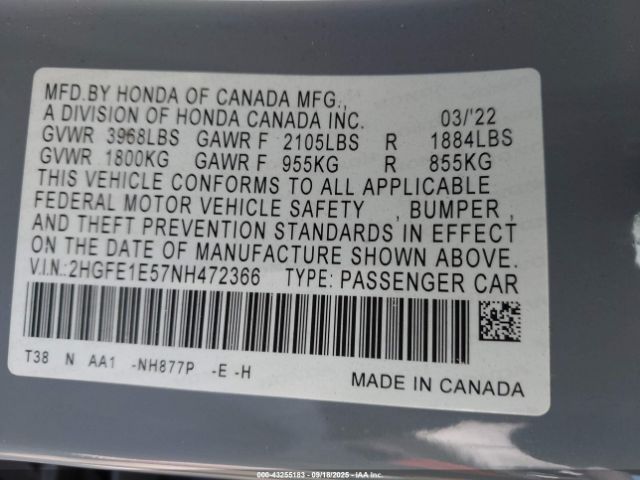 MFD.BY HONDA OF CANADA MFG.,
A DIVISION OF HONDA CANADA INC. 03/'22
GVWR 3968LBS GAWR F 2105LBS R 1884LBS
GVWR 1800KG GAWR F 955KG R 855KG
THIS VEHICLE CONFORMS TO ALL APPLICABLE
FEDERAL MOTOR VEHICLE SAFETY , BUMPER ,
AND THEFT PREVENTION STANDARDS IN EFFECT
ON THE DATE OF MANUFACTURE SHOWN ABOVE.
V.I.N.:2HGFE1E57NH472366 TYPE: PASSENGER CAR
T38 N AA1 -NH877P -E -H
MADE IN CANADA
000-43255183 - 09/18/2025 - IAA Inc.